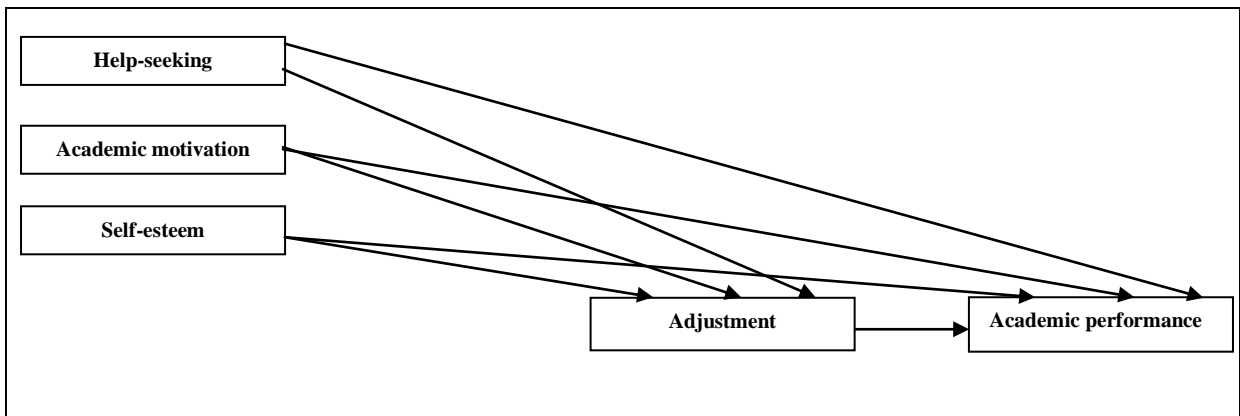 Help-seeking
Academic motivation
Self-esteem
Adjustment
Academic performance